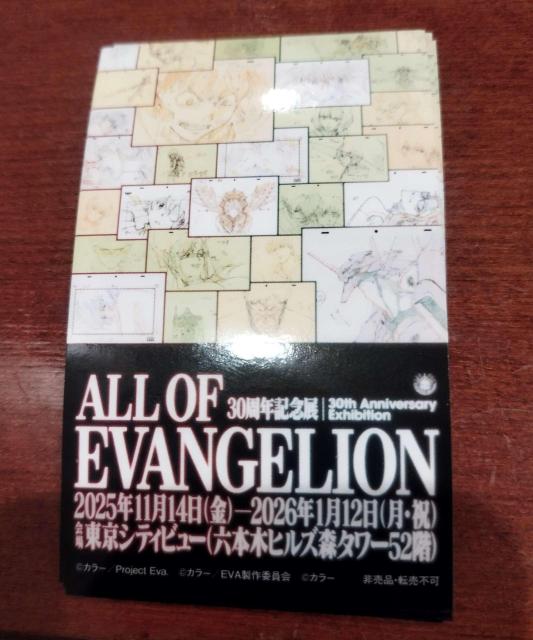 ALL OF
30周年記念展 | 30th Anniversary Exhibition
EVANGELION
2025年11月14日(金)—2026年1月12日(月・祝)
会場 東京シティビュー(六本木ヒルズ森タワー52階)
©カラー/Project Eva. ©カラー/EVA製作委員会 ©カラー 非売品・転売不可